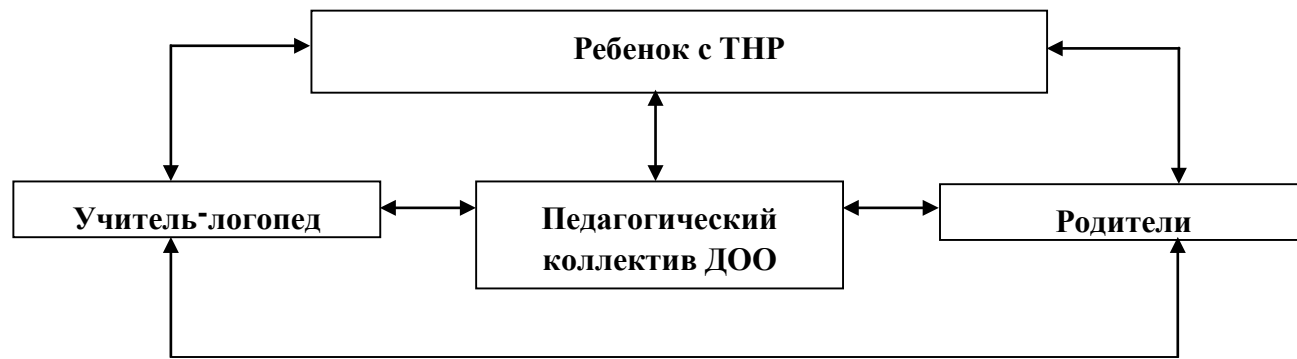 Ребенок с ТНР
Учитель-логопед
Педагогический
коллектив ДОО
Родители